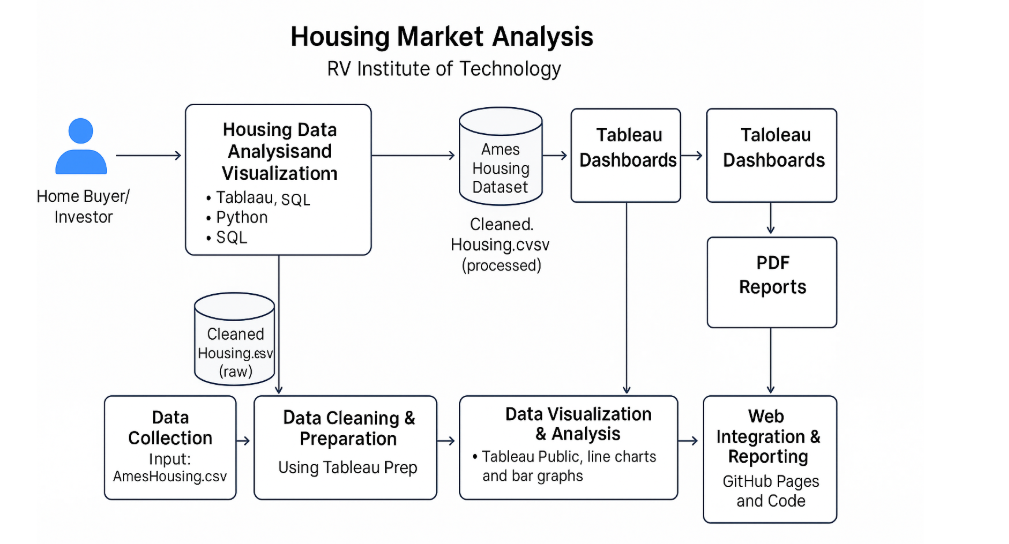 Housing Market Analysis
RV Institute of Technology
Home Buyer/
Investor
Housing Data
Analysisand
Visualization
• Tablaau, SQL
• Python
• SQL
Ames
Housing
Dataset
Cleaned.
Housing.cvsv
(processed)
Tableau
Dashboards
Taloleau
Dashboards
PDF
Reports
Cleaned
Housing.csv
(raw)
Data
Collection
Input:
AmesHousing.csv
Data Cleaning &
Preparation
Using Tableau Prep
Data Visualization
& Analysis
• Tableau Public, line charts
and bar graphs
Web
Integration &
Reporting
GitHub Pages
and Code